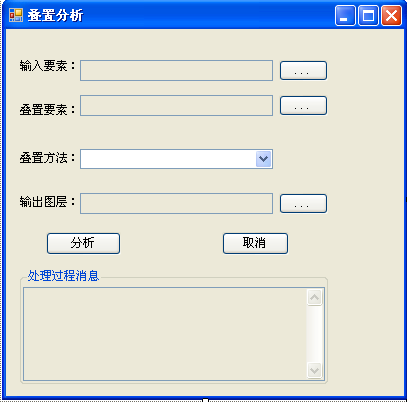 叠置分析
输入要素：
...
叠置要素：
...
叠置方法：
输出图层：
...
分析 取消
处理过程消息